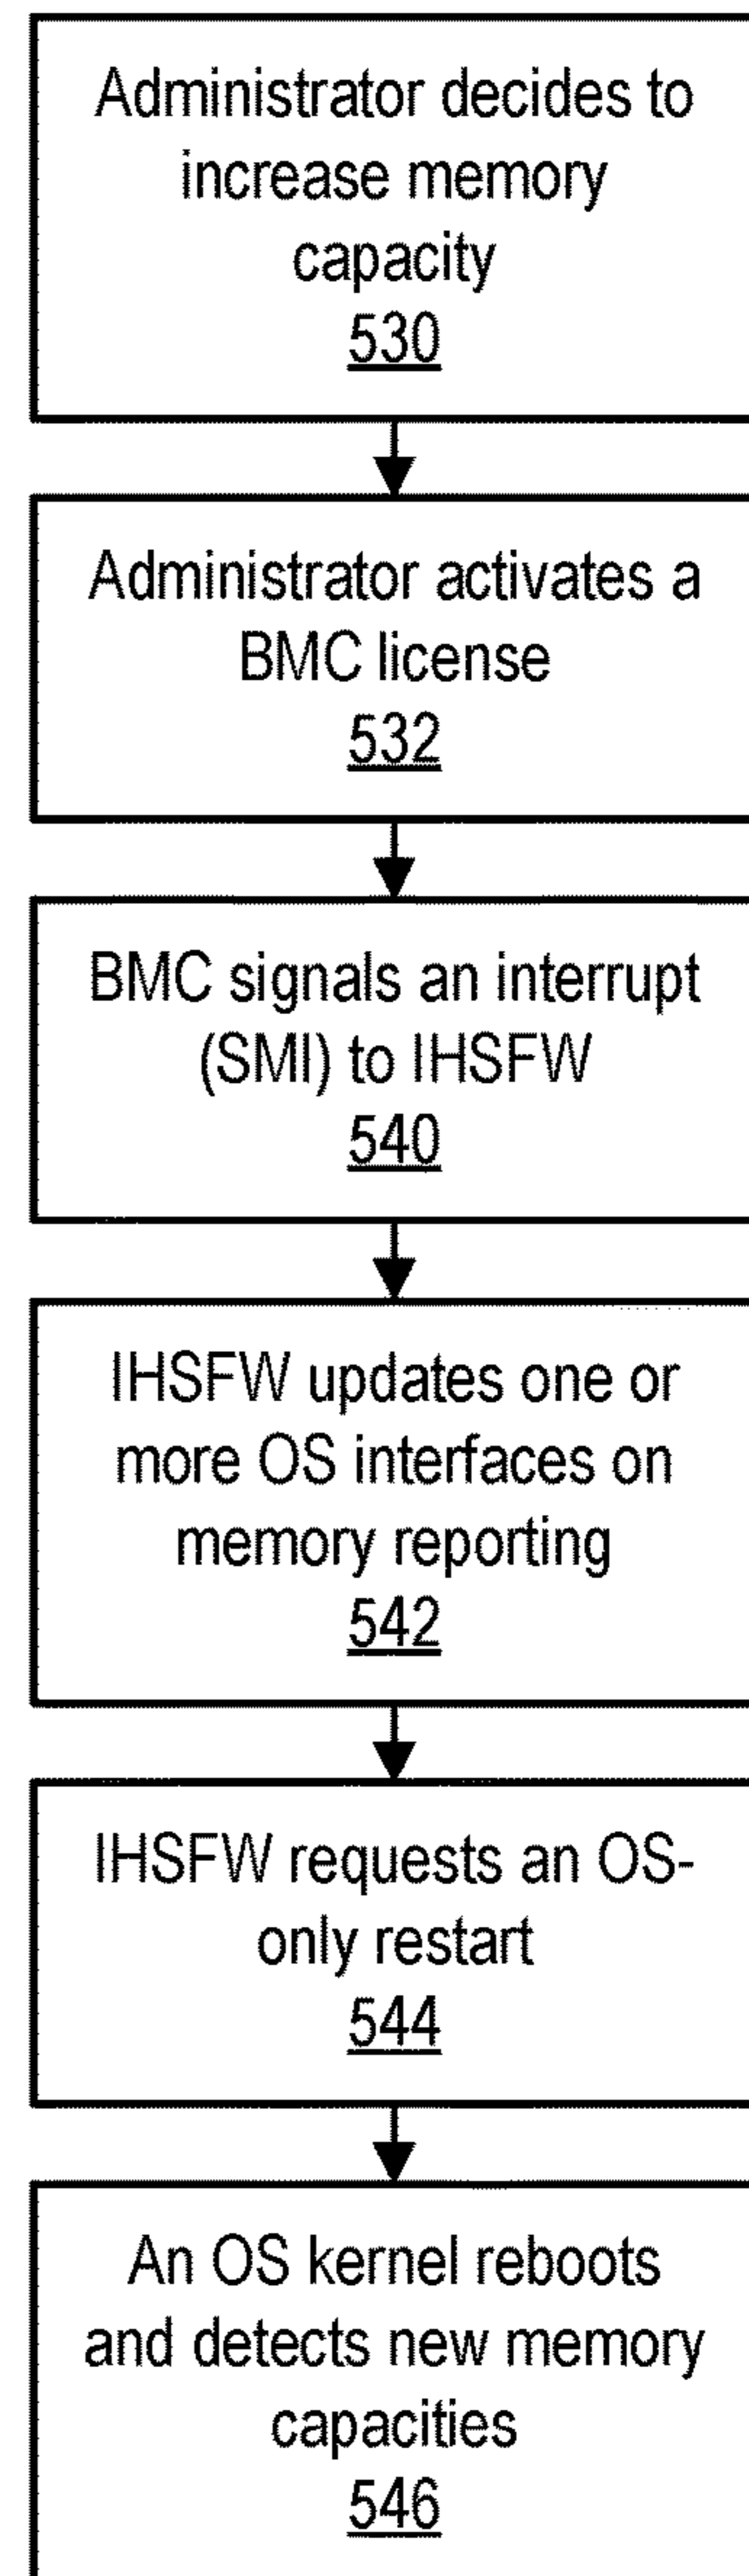 Administrator decides to
increase memory
capacity
530
Administrator activates a
BMC license
532
BMC signals an interrupt
(SMI) to IHSFW
540
IHSFW updates one or
more OS interfaces on
memory reporting
542
IHSFW requests an OS-
only restart
544
An OS kernel reboots
and detects new memory
capacities
546